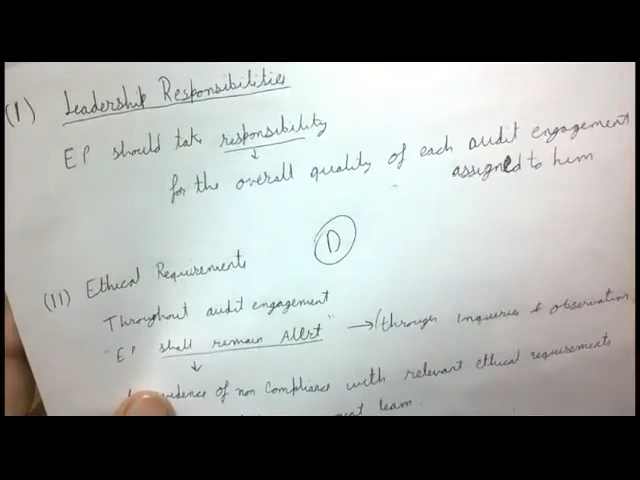 (I) Leadership Responsibilities
EP should take responsibility
for the overall quality of each audit engagement
assigned to him
D
(II) Ethical Requirements
Throughout audit engagement
"EP shall remain Alert" → (through inquiries & observation
of non compliance with relevant ethical requirements
team.